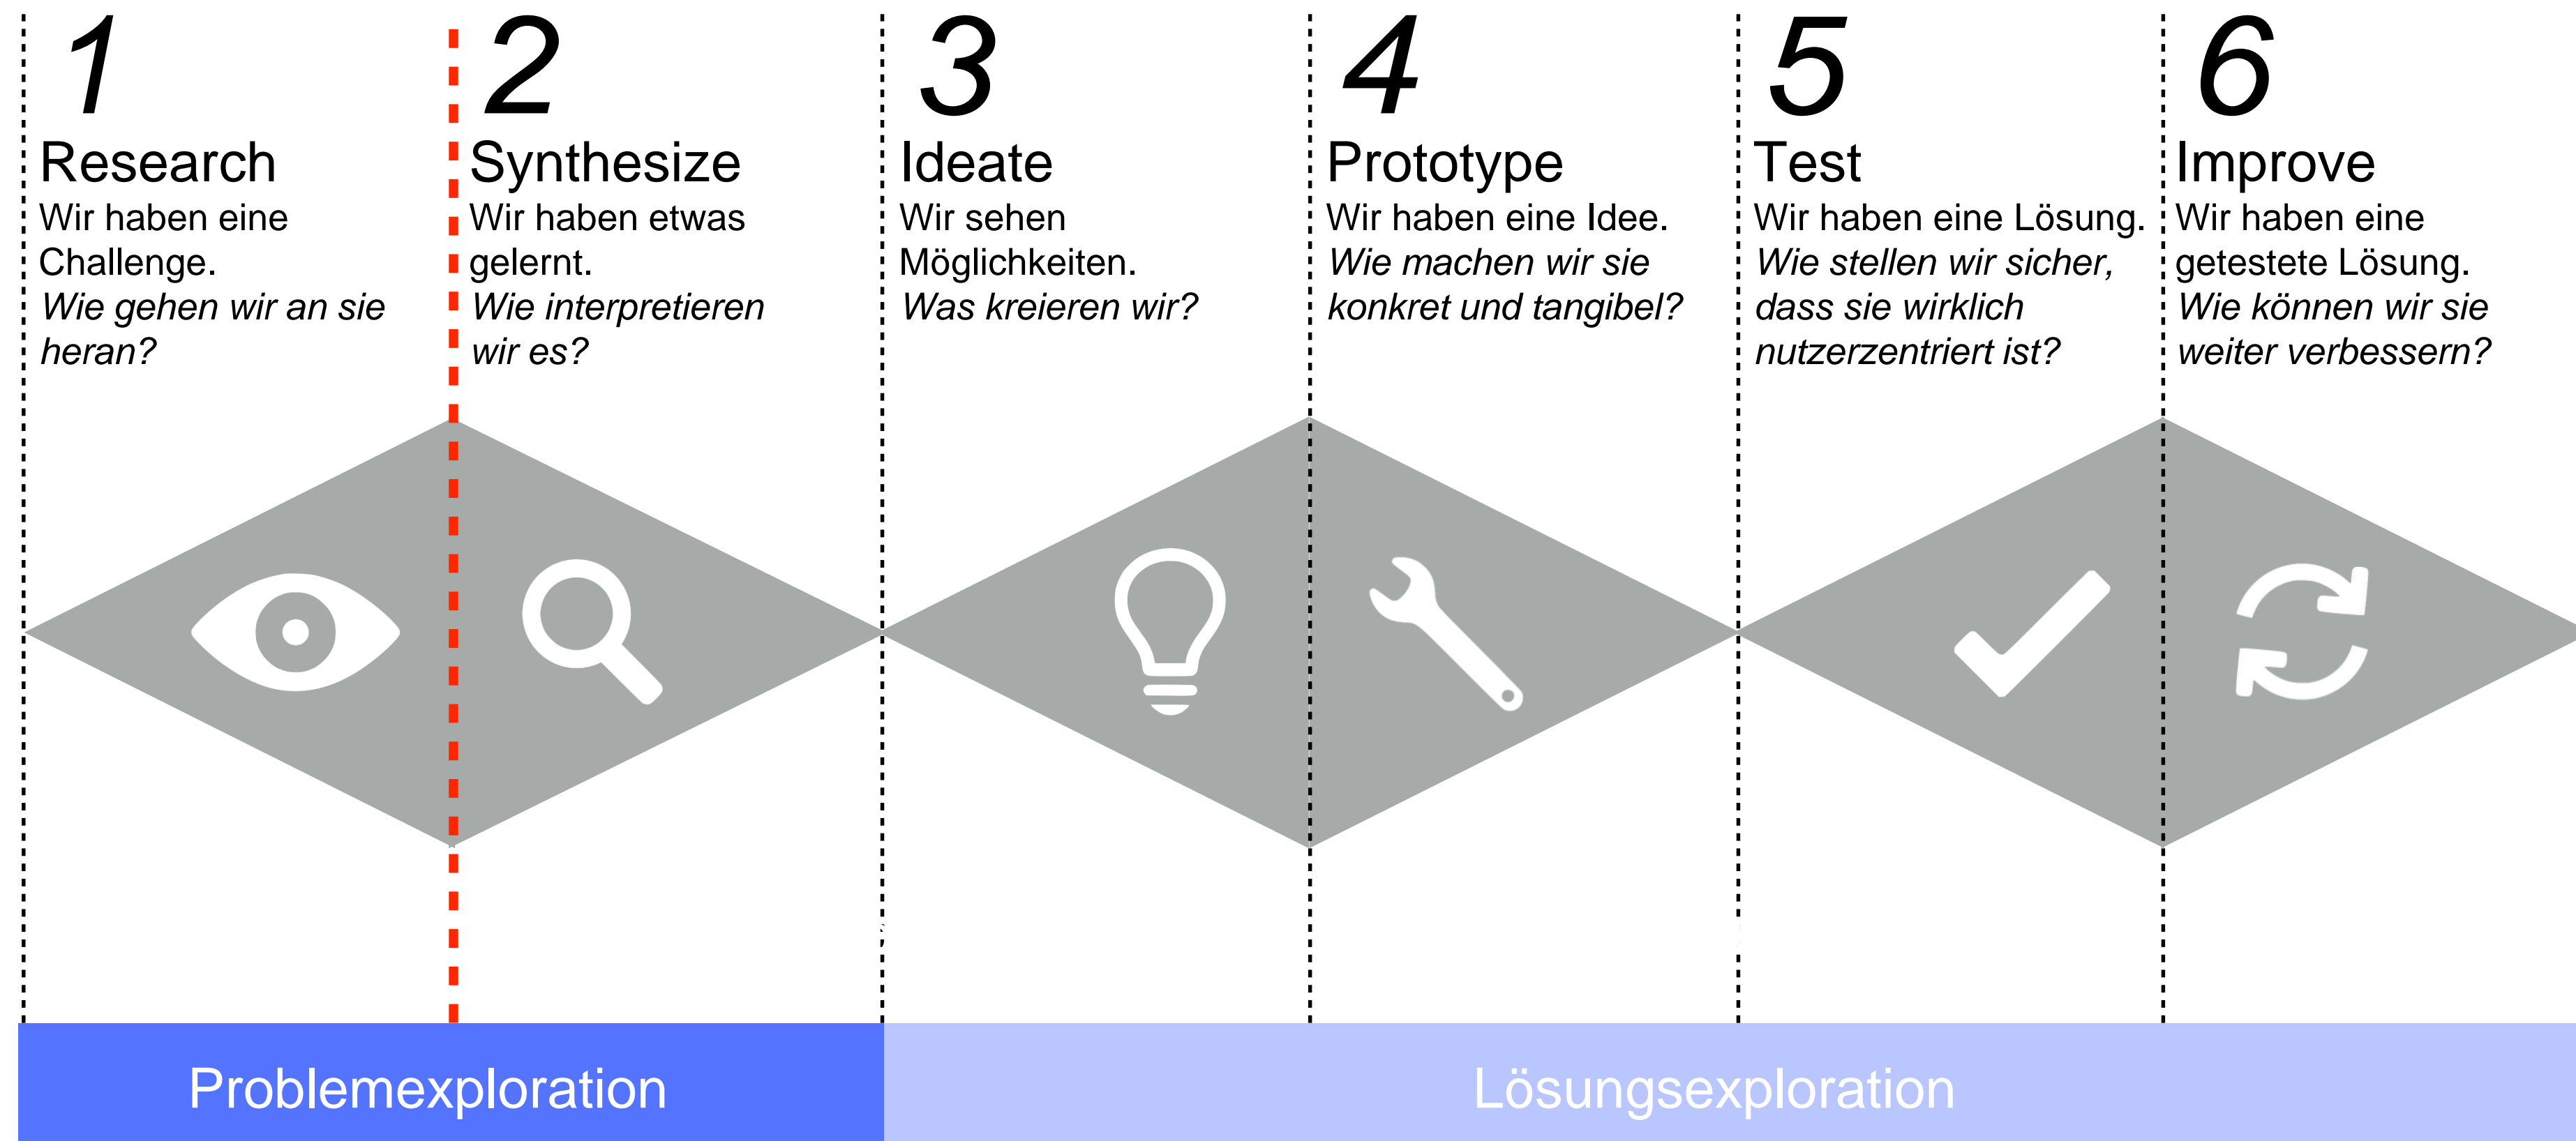 1
Research
Wir haben eine
Challenge.
Wie gehen wir an sie
heran?
2
Synthesize
Wir haben etwas
gelernt.
Wie interpretieren
wir es?
3
Ideate
Wir sehen
Möglichkeiten.
Was kreieren wir?
4
Prototype
Wir haben eine Idee.
Wie machen wir sie
konkret und tangibel?
5
Test
Wir haben eine Lösung.
Wie stellen wir sicher,
dass sie wirklich
nutzerzentriert ist?
6
Improve
Wir haben eine
getestete Lösung.
Wie können wir sie
weiter verbessern?
Problemexploration
Lösungsexploration